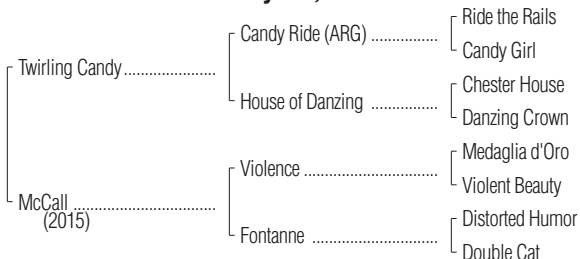 Ride the Rails
Candy Ride (ARG) ................
Candy Girl
Twirling Candy......................
Chester House
House of Danzing ................
Danzing Crown
Medaglia d'Oro
Violence ................................
Violent Beauty
McCall ..................................
(2015)
Distorted Humor
Fontanne ..............................
Double Cat